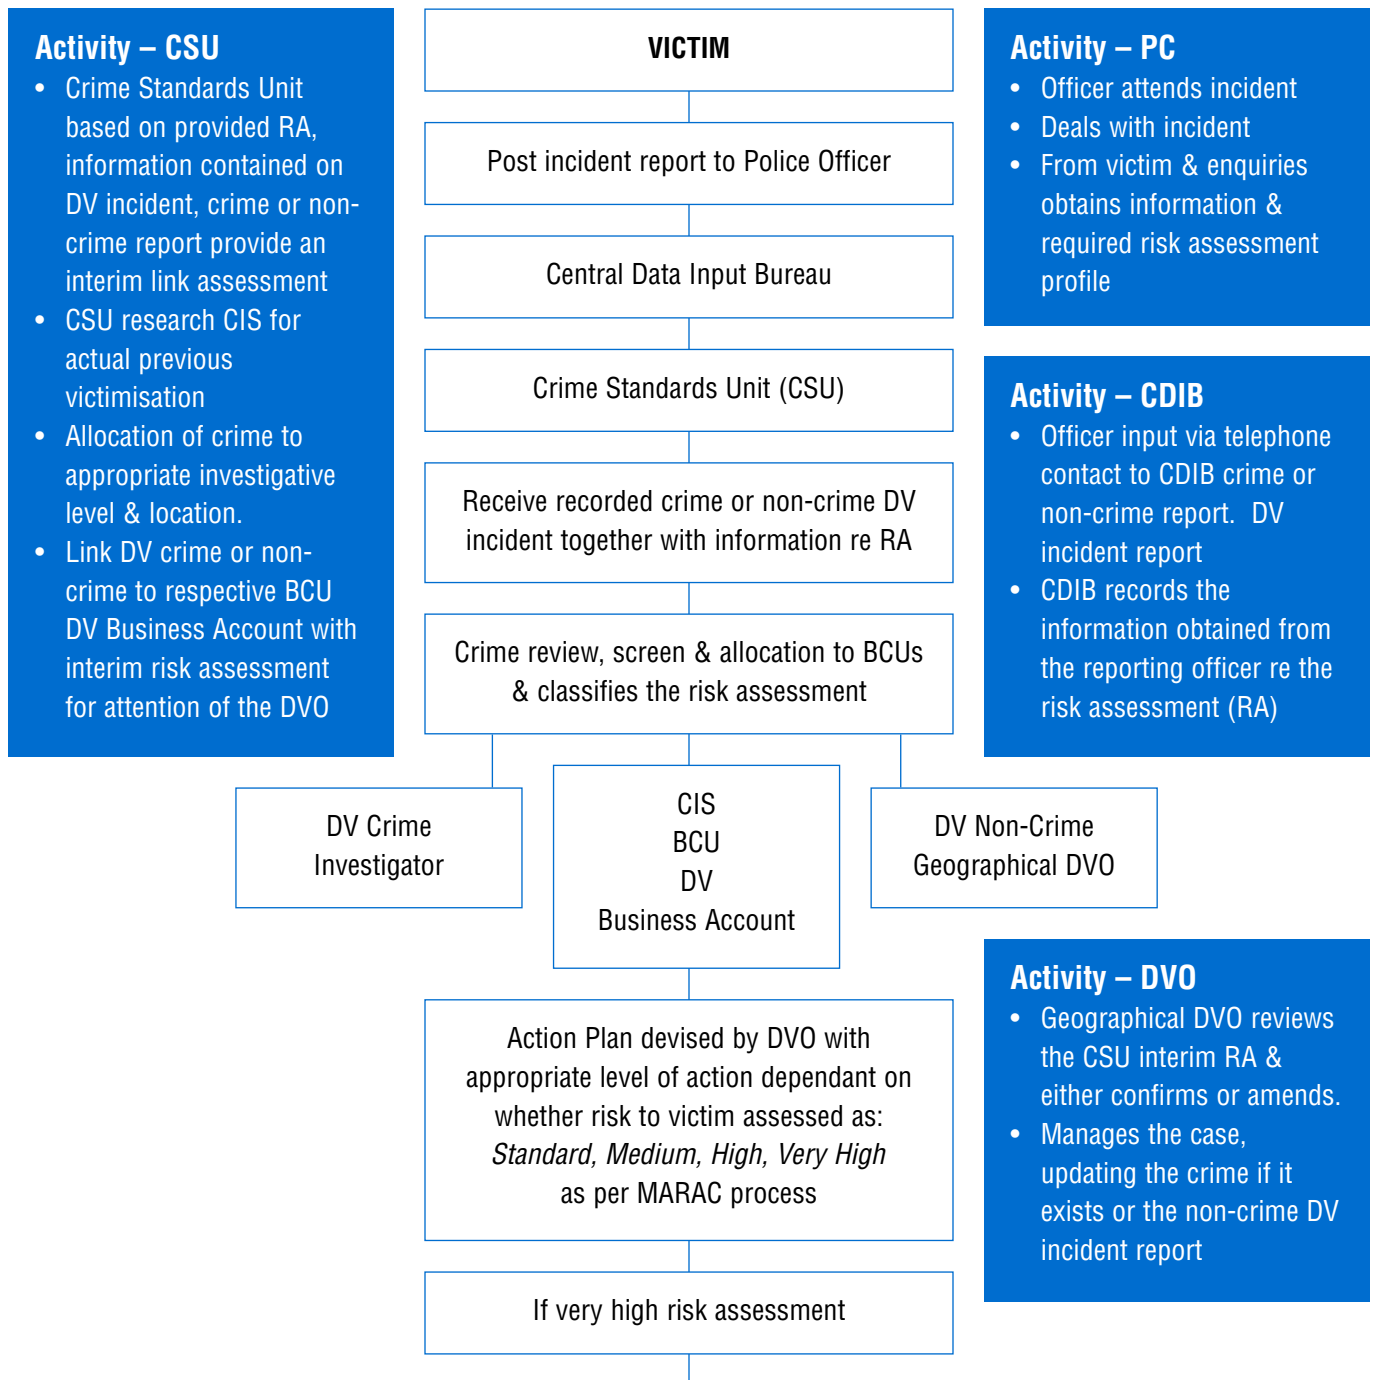 Activity – CSU
• Crime Standards Unit
based on provided RA,
information contained on
DV incident, crime or non-
crime report provide an
interim link assessment
• CSU research CIS for
actual previous
victimisation
• Allocation of crime to
appropriate investigative
level & location.
• Link DV crime or non-
crime to respective BCU
DV Business Account with
interim risk assessment
for attention of the DVO
VICTIM
Post incident report to Police Officer
Central Data Input Bureau
Crime Standards Unit (CSU)
Receive recorded crime or non-crime DV
incident together with information re RA
Crime review, screen & allocation to BCUs
& classifies the risk assessment
Activity – PC
• Officer attends incident
• Deals with incident
• From victim & enquiries
obtains information &
required risk assessment
profile
Activity – CDIB
• Officer input via telephone
contact to CDIB crime or
non-crime report.  DV
incident report
• CDIB records the
information obtained from
the reporting officer re the
risk assessment (RA)
DV Crime
Investigator
CIS
BCU
DV
Business Account
DV Non-Crime
Geographical DVO
Action Plan devised by DVO with
appropriate level of action dependant on
whether risk to victim assessed as:
Standard, Medium, High, Very High
as per MARAC process
If very high risk assessment
Activity – DVO
• Geographical DVO reviews
the CSU interim RA &
either confirms or amends.
• Manages the case,
updating the crime if it
exists or the non-crime DV
incident report